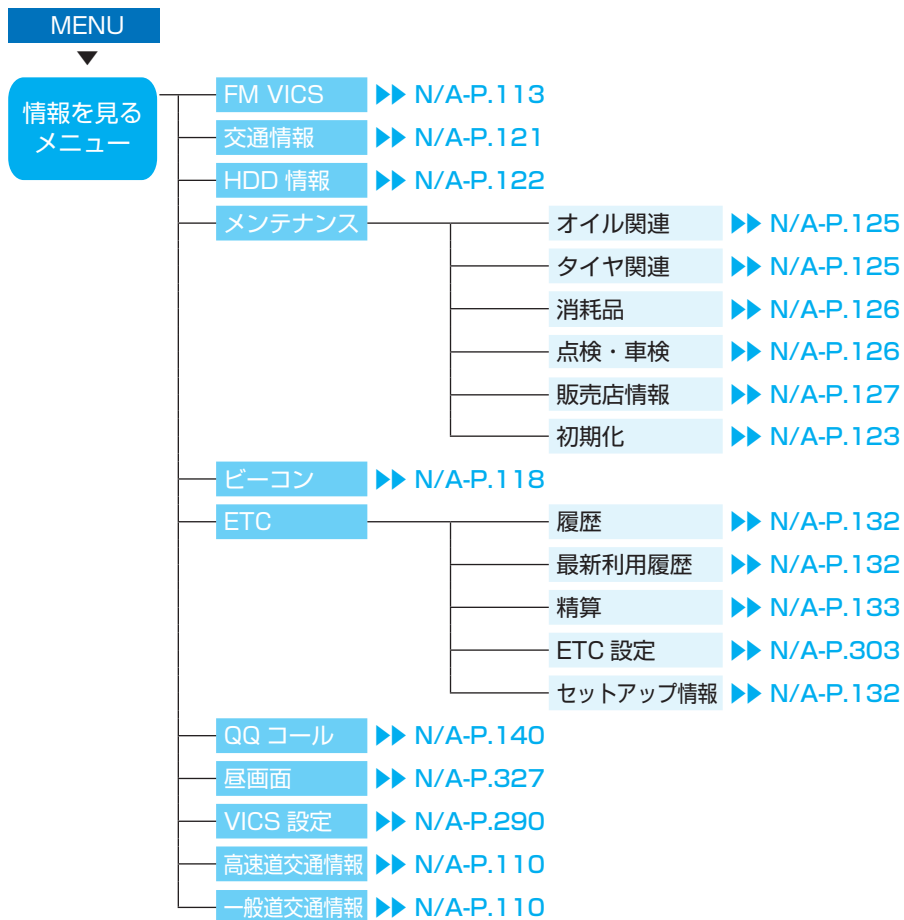 MENU
▼
情報を見る
メニュー
FM VICS ▶▶ N/A-P.113
交通情報 ▶▶ N/A-P.121
HDD 情報 ▶▶ N/A-P.122
メンテナンス
オイル関連 ▶▶ N/A-P.125
タイヤ関連 ▶▶ N/A-P.125
消耗品 ▶▶ N/A-P.126
点検・車検 ▶▶ N/A-P.126
販売店情報 ▶▶ N/A-P.127
初期化 ▶▶ N/A-P.123
ビーコン ▶▶ N/A-P.118
ETC
履歴 ▶▶ N/A-P.132
最新利用履歴 ▶▶ N/A-P.132
精算 ▶▶ N/A-P.133
ETC 設定 ▶▶ N/A-P.303
セットアップ情報 ▶▶ N/A-P.132
QQ コール ▶▶ N/A-P.140
昼画面 ▶▶ N/A-P.327
VICS 設定 ▶▶ N/A-P.290
高速道交通情報 ▶▶ N/A-P.110
一般道交通情報 ▶▶ N/A-P.110